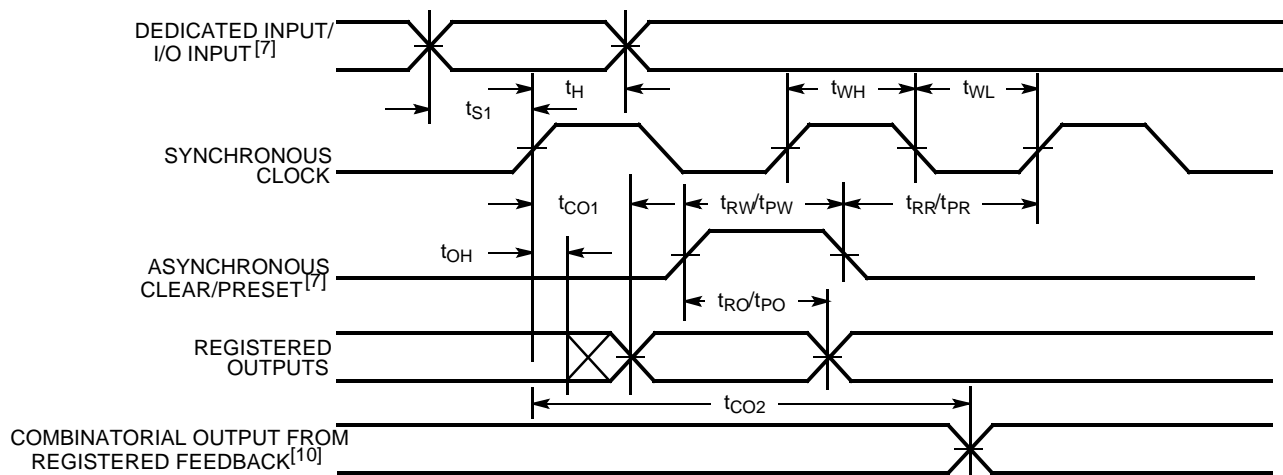 DEDICATED INPUT/
I/O INPUT[7]
tH
tWH
tWL
tS1
SYNCHRONOUS
CLOCK
tCO1
tRW/tPW
tRR/tPR
tOH
ASYNCHRONOUS
CLEAR/PRESET[7]
tRO/tPO
REGISTERED
OUTPUTS
tCO2
COMBINATORIAL OUTPUT FROM
REGISTERED FEEDBACK[10]